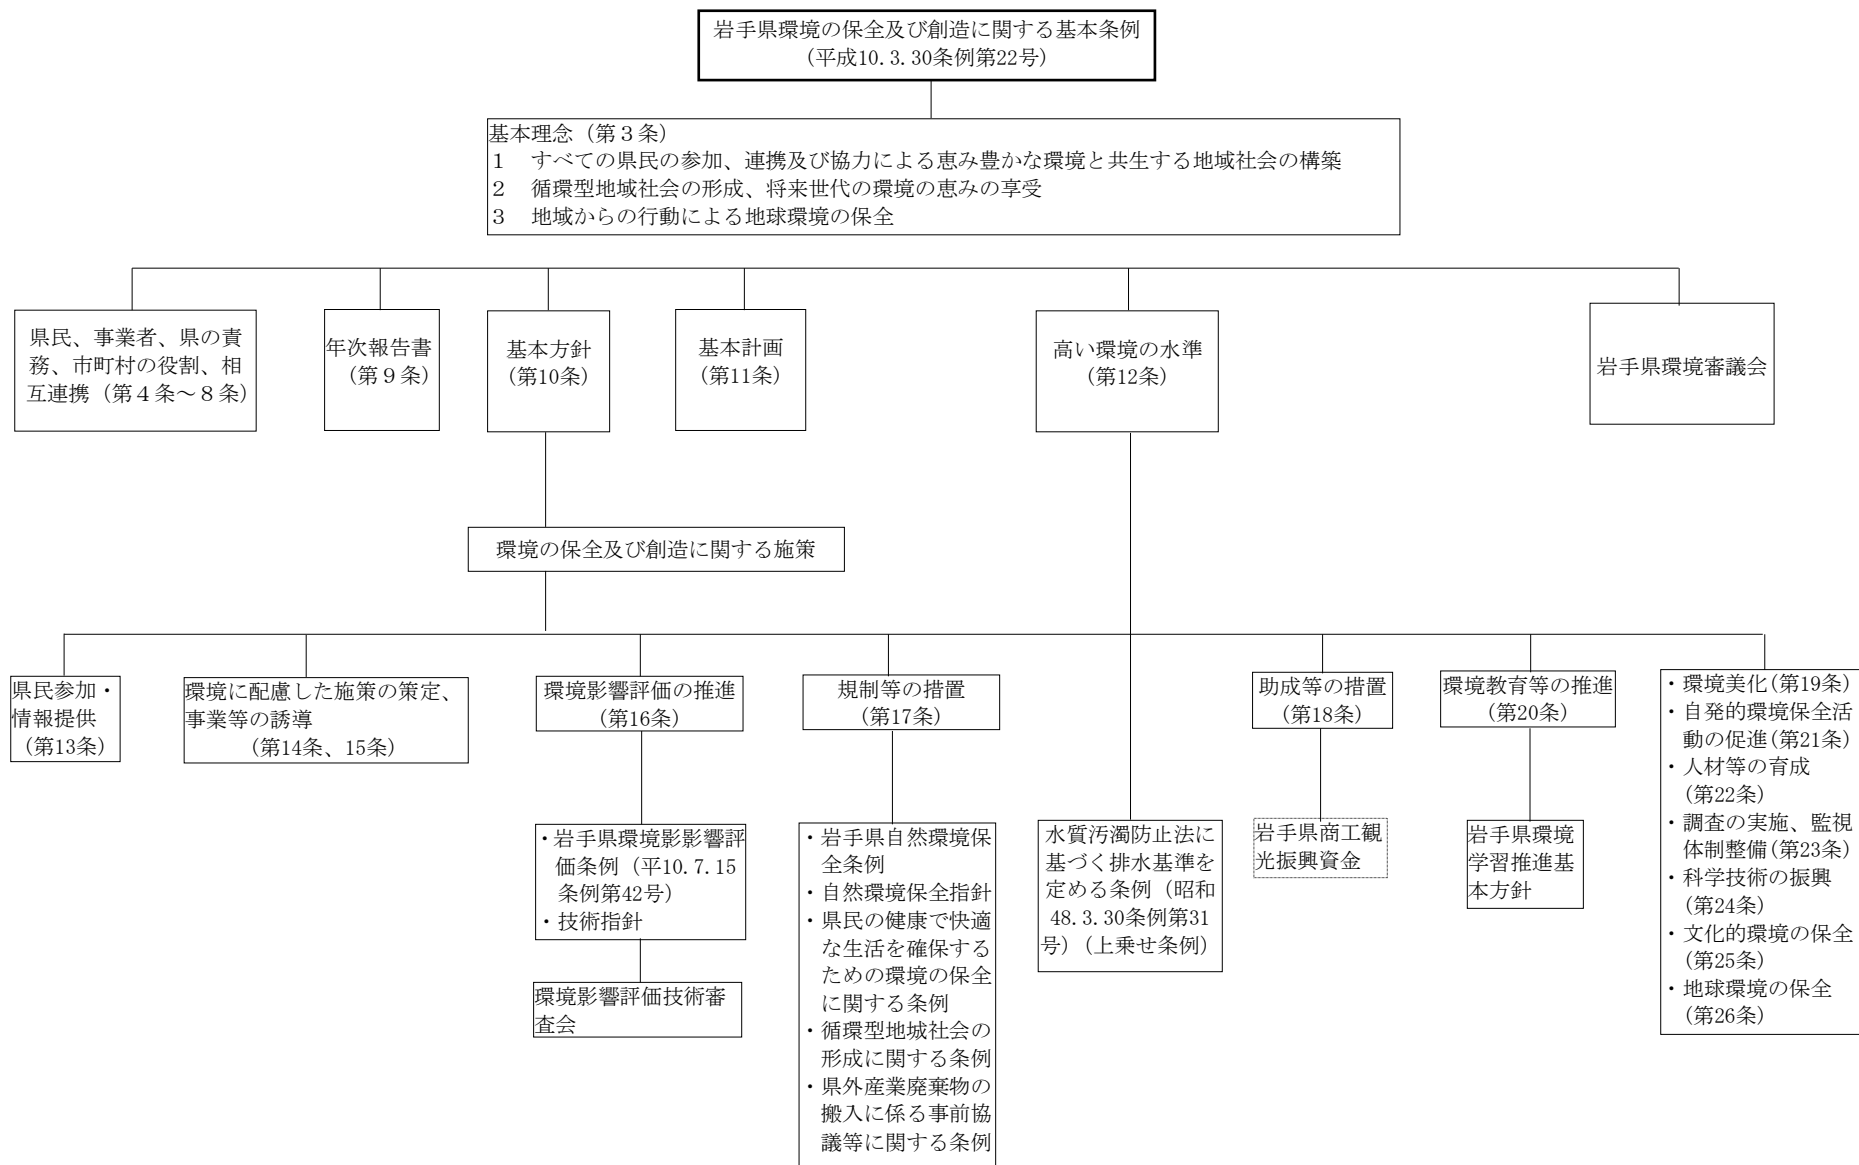 岩手県環境の保全及び創造に関する基本条例
(平成10.3.30条例第22号)
基本理念（第３条）
１　すべての県民の参加、連携及び協力による恵み豊かな環境と共生する地域社会の構築
２　循環型地域社会の形成、将来世代の環境の恵みの享受
３　地域からの行動による地球環境の保全
県民、事業者、県の責
務、市町村の役割、相
互連携（第４条～８条）
年次報告書
（第９条）
基本方針
(第10条)
基本計画
(第11条)
高い環境の水準
(第12条)
岩手県環境審議会
環境の保全及び創造に関する施策
県民参加・
情報提供
(第13条)
環境に配慮した施策の策定、
事業等の誘導
(第14条、15条)
環境影響評価の推進
(第16条)
規制等の措置
(第17条)
助成等の措置
(第18条)
環境教育等の推進
(第20条)
・環境美化(第19条)
・自発的環境保全活
動の促進(第21条)
・人材等の育成
(第22条)
・調査の実施、監視
体制整備(第23条)
・科学技術の振興
(第24条)
・文化的環境の保全
(第25条)
・地球環境の保全
(第26条)
・岩手県環境影影響評
価条例（平10.7.15
条例第42号）
・技術指針
環境影響評価技術審
査会
・岩手県自然環境保
全条例
・自然環境保全指針
・県民の健康で快適
な生活を確保する
ための環境の保全
に関する条例
・循環型地城社会の
形成に関する条例
・県外産業廃棄物の
搬入に係る事前協
議等に関する条例
水質汚濁防止法に
基づく排水基準を
定める条例（昭和
48.3.30条例第31
号）（上乗せ条例）
岩手県商工観
光振興資金
岩手県環境
学習推進基
本方針